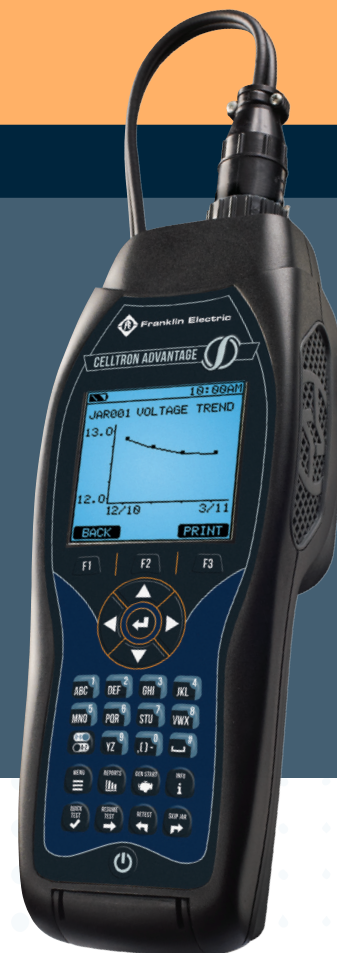 Franklin Electric
CELLTRON ADVANTAGE
10:00AM
JAR001 VOLTAGE TREND
13.0
12.0
12/10 3/11
BACK PRINT
F1 F2 F3
ABC 1 DEF 2 GHI 3 JKL 4
MNO 5 PQR 6 STU 7 VWX 8
YZ 9 .()- 0
MENU REPORTS GEN START INFO
i
QUICK TEST RESUME TEST RETEST SKIP JAR